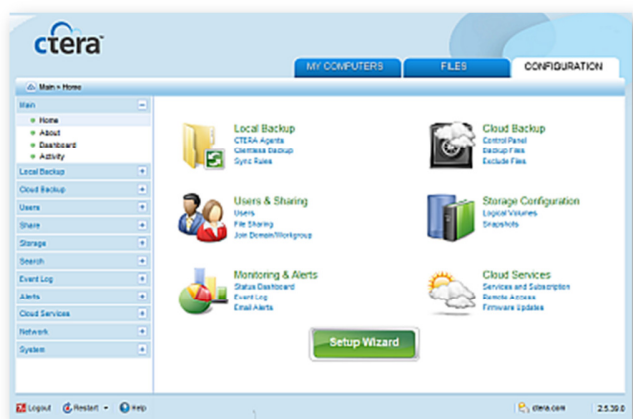 ctera
MY COMPUTERS
FILES
CONFIGURATION
Main > Home
Main
Home
About
Dashboard
Activity
Local Backup
Cloud Backup
Users
Share
Storage
Search
Event Log
Alerts
Cloud Services
Network
System
Local Backup
CTERA Agents
Clientless Backup
Sync Rules
Cloud Backup
Control Panel
Backup Files
Exclude Files
Users & Sharing
Users
File Sharing
Join Domain/Workgroup
Storage Configuration
Logical Volumes
Snapshots
Monitoring & Alerts
Status Dashboard
Event Log
Email Alerts
Cloud Services
Services and Subscription
Remote Access
Firmware Updates
Setup Wizard
Logout Restart Help
ctera.com 2.5.39.0